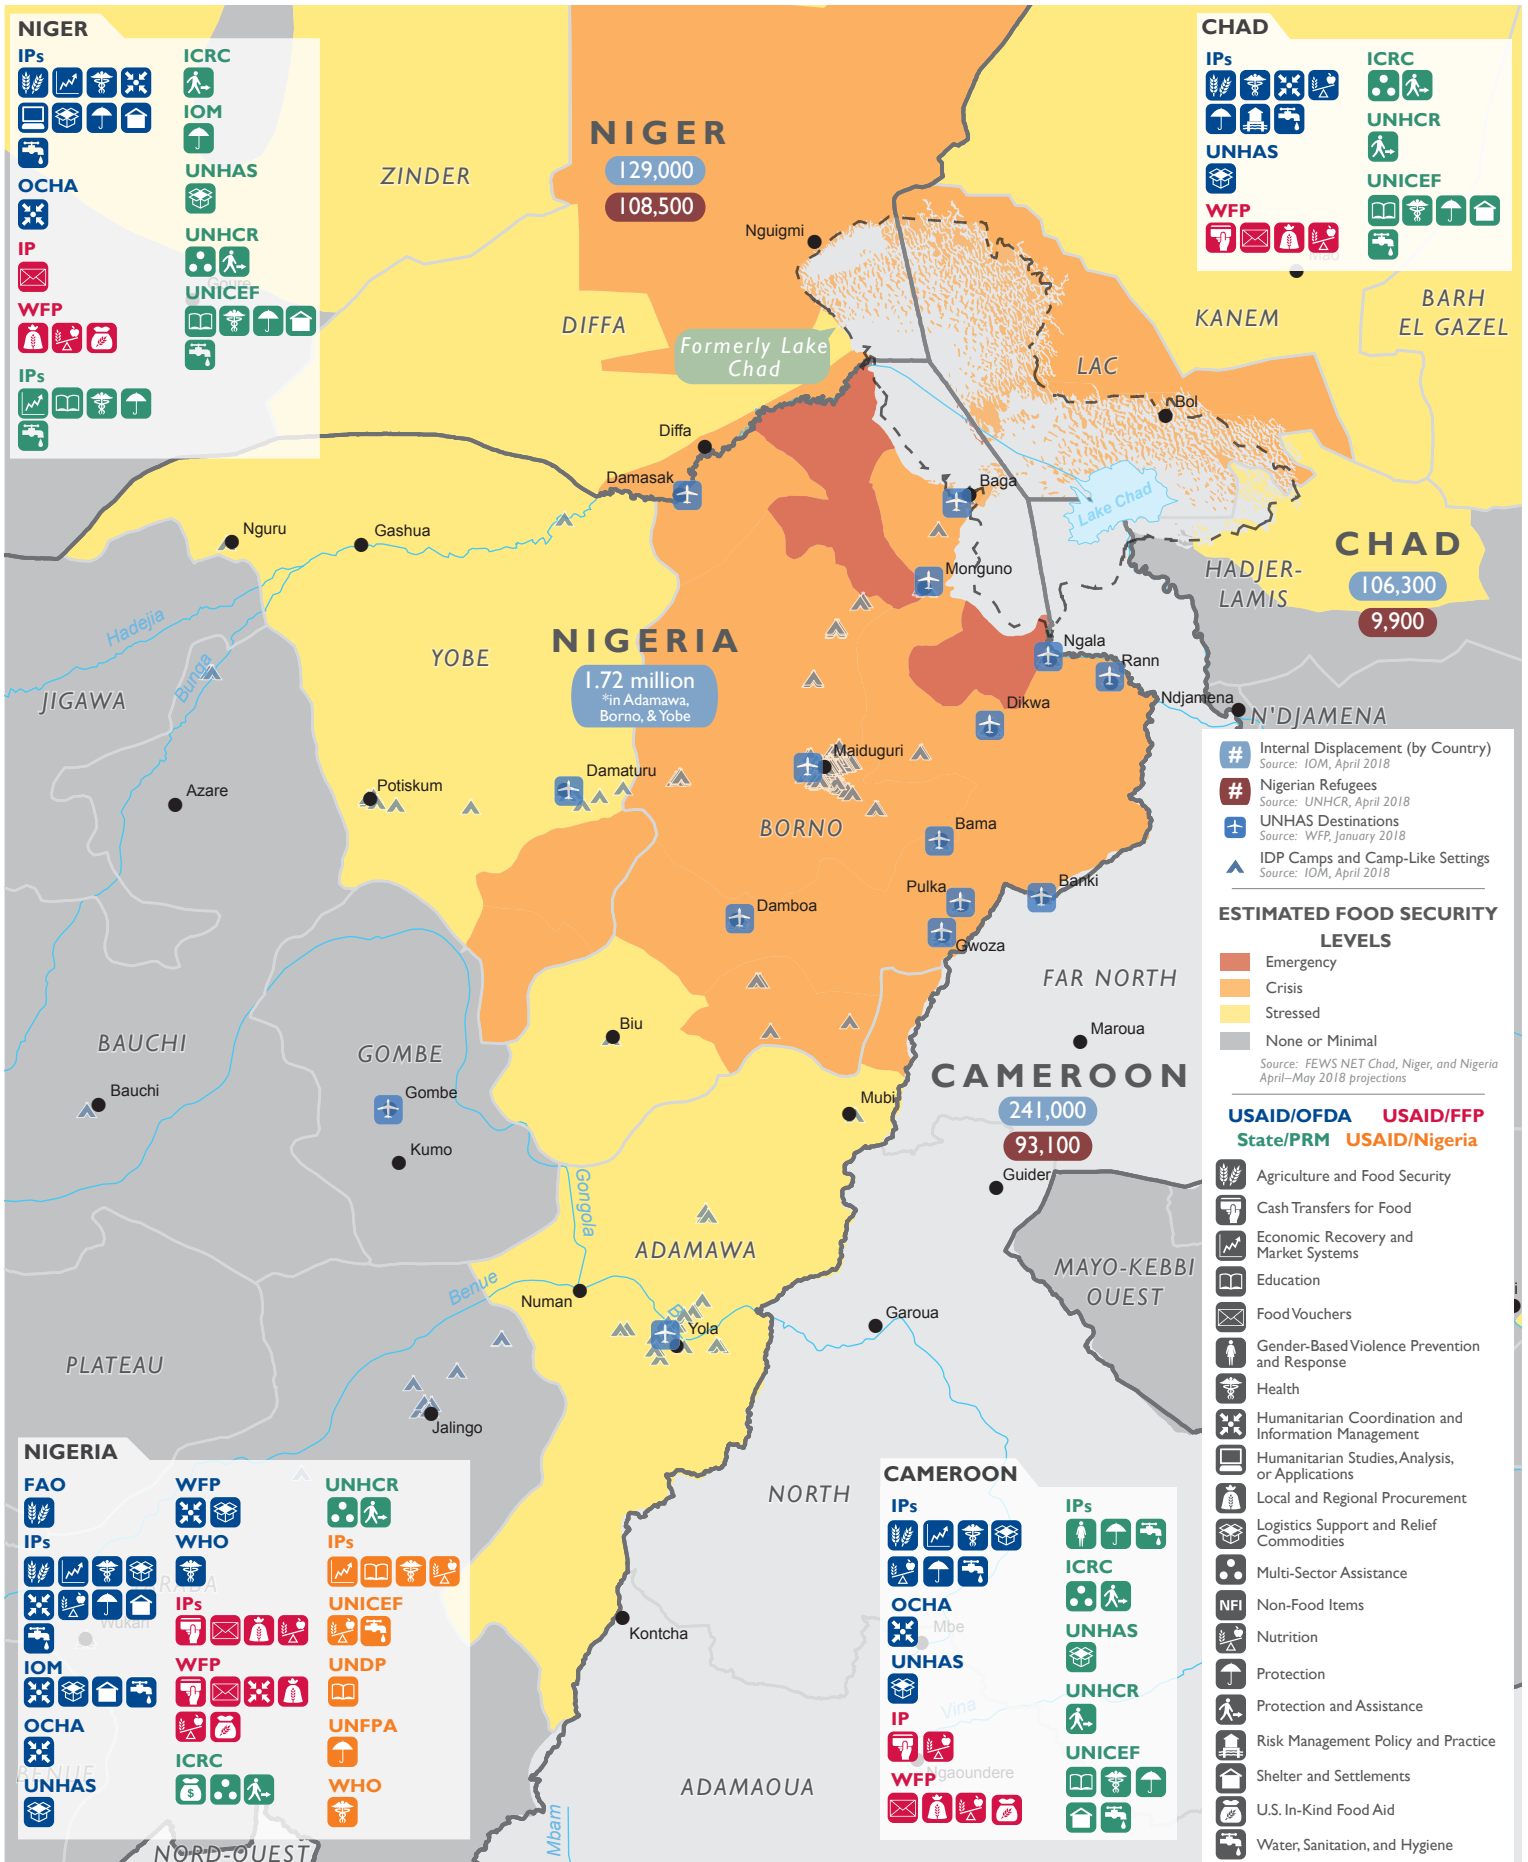 NIGER
IPs
ICRC
IOM
UNHAS
OCHA
UNHCR
IP
Goure
UNICEF
WFP
IPs
CHAD
IPs
ICRC
UNHCR
UNHAS
UNICEF
WFP
Mao
NIGER
129,000
108,500
ZINDER
Nguigmi
DIFFA
KANEM
BARH
EL GAZEL
Formerly Lake
Chad
LAC
Bol
Diffa
Damasak
Baga
Lake Chad
Nguru
Gashua
CHAD
106,300
9,900
HADJER-
LAMIS
Monguno
Hadejia
NIGERIA
1.72 million
*in Adamawa,
Borno, & Yobe
YOBE
Ngala
Rann
Bunga
JIGAWA
Dikwa
Ndjamena
N'DJAMENA
Maiduguri
Damaturu
Potiskum
Azare
BORNO
Bama
Pulka
Banki
Damboa
Gwoza
FAR NORTH
Biu
Maroua
BAUCHI
GOMBE
CAMEROON
241,000
93,100
Bauchi
Gombe
Mubi
Kumo
Guider
Gongola
ADAMAWA
MAYO-KEBBI
OUEST
Benue
Numan
Be
Yola
Garoua
PLATEAU
Jalingo
NORTH
Kontcha
ADAMAOUA
Mbam
NORD-OUEST
i
#
Internal Displacement (by Country)
Source: IOM, April 2018
#
Nigerian Refugees
Source: UNHCR, April 2018
UNHAS Destinations
Source: WFP, January 2018
IDP Camps and Camp-Like Settings
Source: IOM, April 2018
ESTIMATED FOOD SECURITY
LEVELS
Emergency
Crisis
Stressed
None or Minimal
Source: FEWS NET Chad, Niger, and Nigeria
April–May 2018 projections
USAID/OFDA USAID/FFP
State/PRM USAID/Nigeria
Agriculture and Food Security
Cash Transfers for Food
Economic Recovery and
Market Systems
Education
Food Vouchers
Gender-Based Violence Prevention
and Response
Health
Humanitarian Coordination and
Information Management
Humanitarian Studies, Analysis,
or Applications
Local and Regional Procurement
Logistics Support and Relief
Commodities
Multi-Sector Assistance
NFI
Non-Food Items
Nutrition
Protection
Protection and Assistance
Risk Management Policy and Practice
Shelter and Settlements
U.S. In-Kind Food Aid
Water, Sanitation, and Hygiene
NIGERIA
FAO
WFP
UNHCR
IPs
WHO
IPs
IPs
UNICEF
Wukari
IOM
WFP
UNDP
OCHA
UNFPA
BENUE
ICRC
UNHAS
$
WHO
CAMEROON
IPs
IPs
ICRC
OCHA
Mbe
UNHAS
UNHAS
UNHCR
Vina
IP
UNICEF
Ngaoundere
WFP